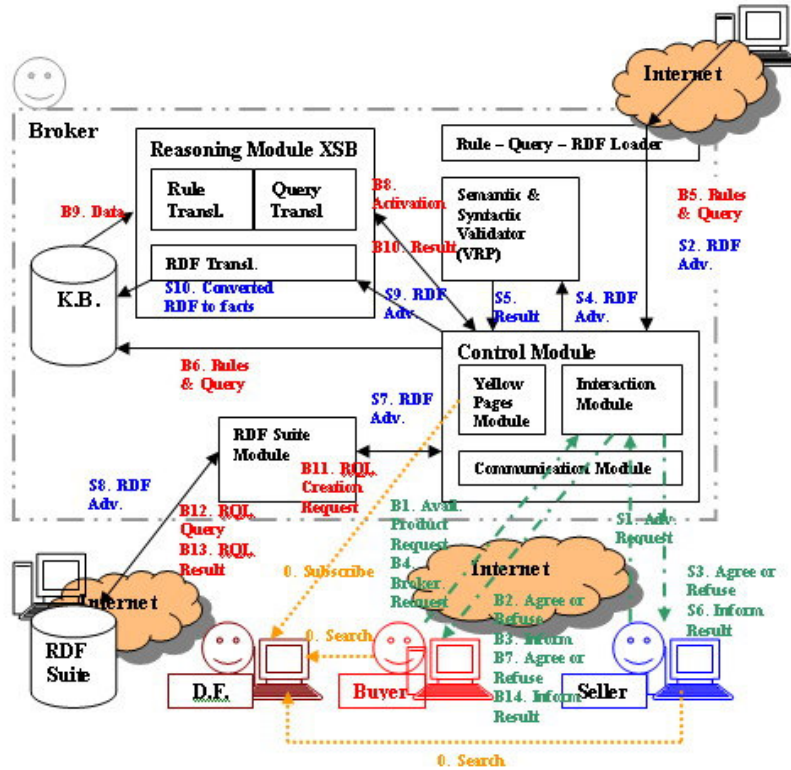 Internet
Broker
Reasoning Module XSB
Rule – Query – RDF Loader
Rule
Transl.
Query
Transl
B8.
Activation
Semantic &
Syntactic
Validator
(VRP)
B5. Rules
& Query
B9. Data
B10. Result
S2. RDF
Adv.
RDF Transl.
K.B.
S10. Converted
RDF to facts
S9. RDF
Adv.
S5.
Result
S4. RDF
Adv.
Control Module
B6. Rules
& Query
Yellow
Pages
Module
Interaction
Module
S7. RDF
Adv.
RDF Suite
Module
Communication Module
S8. RDF
Adv.
B11. RQL
Creation
Request
B12. RQL
Query
B13. RQL
Result
B1. Avail.
Product
Request
B4.
Broker.
Request
S1. Adv.
Request
Internet
0. Subscribe
Internet
S3. Agree or
Refuse
S6. Inform
Result
B2. Agree or
Refuse
B3. Inform
B7. Agree or
Refuse
B14. Inform
Result
0. Search
RDF
Suite
D.F.
Buyer
Seller
0. Search